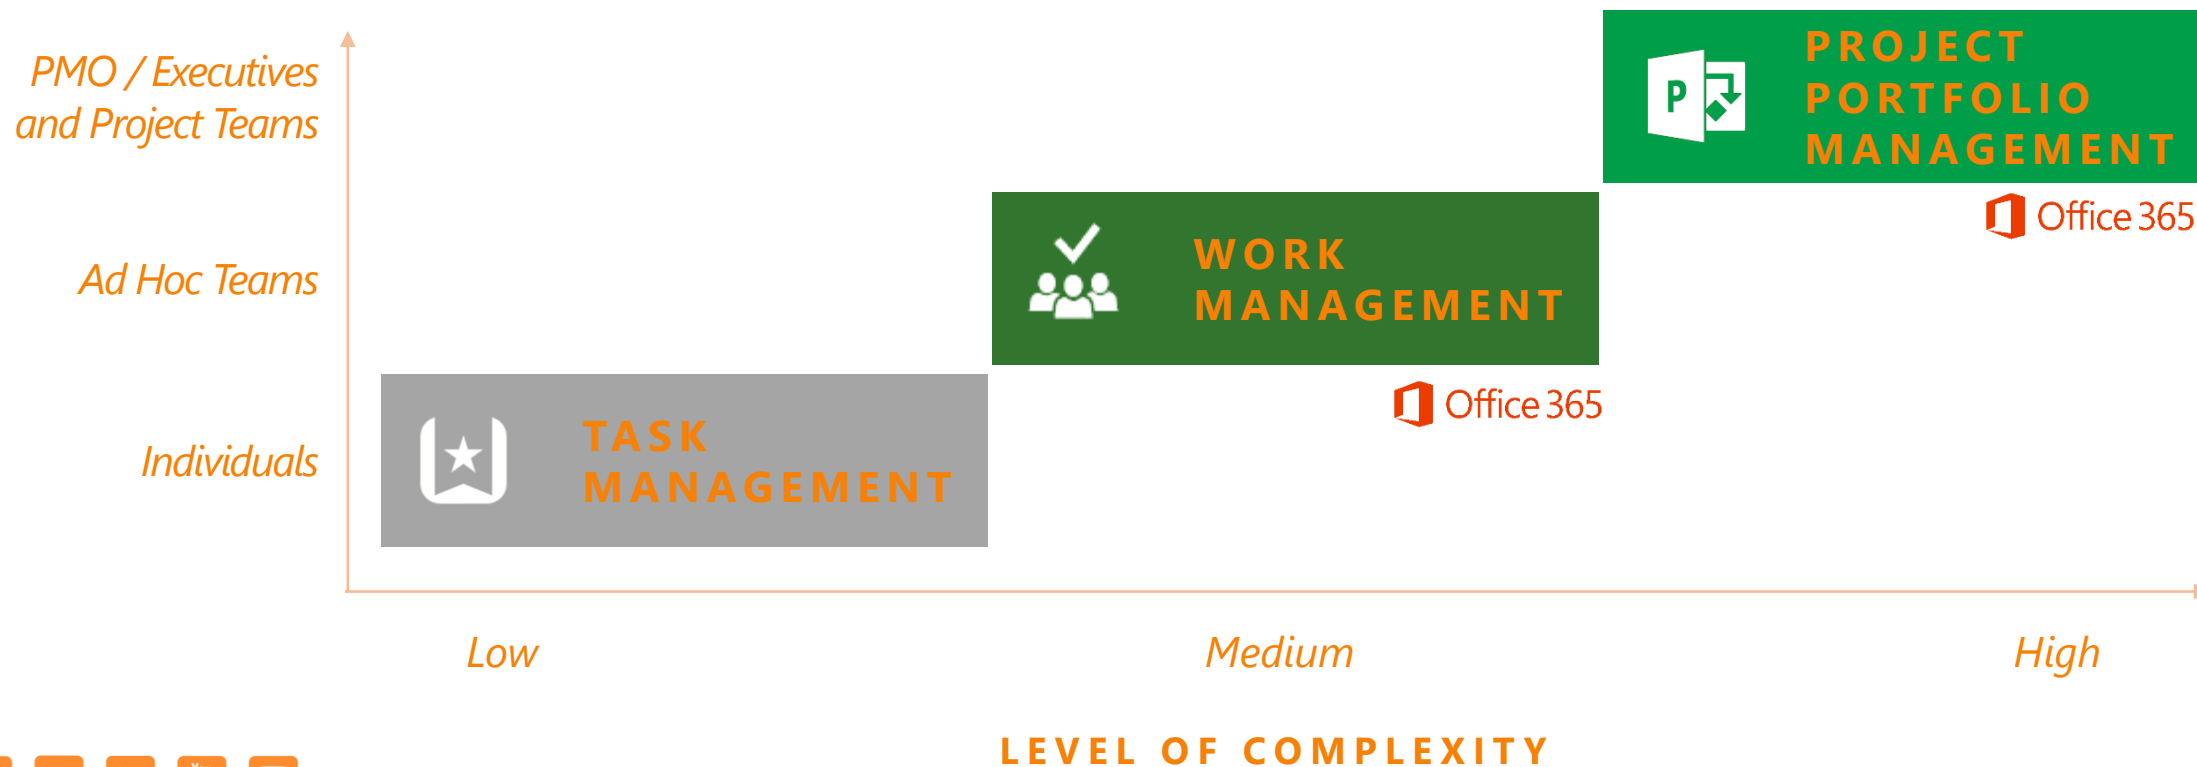 PMO / Executives
and Project Teams
PROJECT
PORTFOLIO
MANAGEMENT
P
Office 365
Ad Hoc Teams
WORK
MANAGEMENT
Office 365
Individuals
TASK
MANAGEMENT
Low
Medium
High
LEVEL OF COMPLEXITY